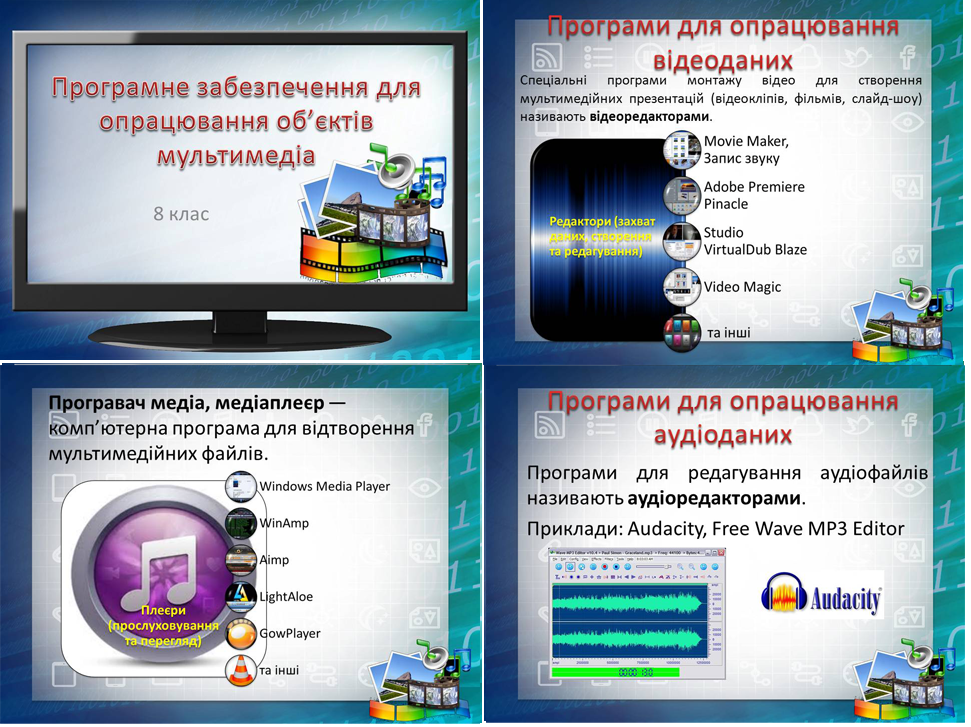 Програмне забезпечення для
опрацювання об’єктів
мультимедіа
8 клас
Програми для опрацювання
відеоданих
Спеціальні програми монтажу відео для створення
мультимедійних презентацій (відеокліпів, фільмів, слайд-шоу)
називають відеоредакторами.
Редактори (захват
даних, створення
та редагування)
Movie Maker,
Запис звуку
Adobe Premiere
Pinacle
Studio
VirtualDub Blaze
Video Magic
та інші
Програвач медіа, медіаплеєр —
комп’ютерна програма для відтворення
мультимедійних файлів.
Плеєри
(прослуховування
та перегляд)
Windows Media Player
WinAmp
Aimp
LightAloe
GowPlayer
та інші
Програми для опрацювання
аудіоданих
Програми для редагування аудіофайлів
називають аудіоредакторами.
Приклади: Audacity, Free Wave MP3 Editor
Audacity